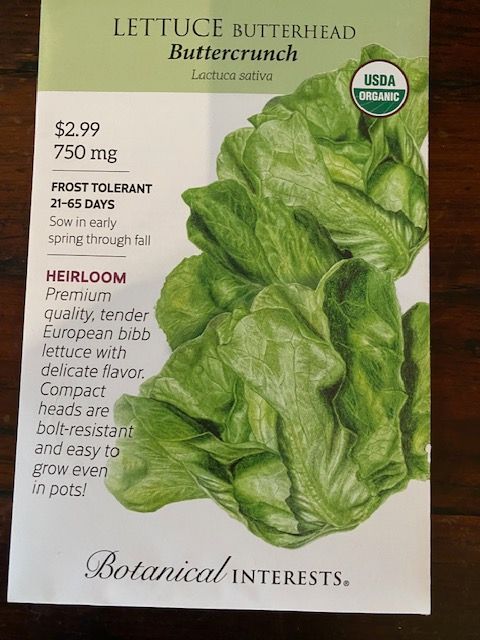 LETTUCE BUTTERHEAD
Buttercrunch
Lactuca sativa
USDA
ORGANIC
$2.99
750 mg
FROST TOLERANT
21-65 DAYS
Sow in early
spring through fall
HEIRLOOM
Premium
quality, tender
European bibb
lettuce with
delicate flavor.
Compact
heads are
bolt-resistant
and easy to
grow even
in pots!
Botanical INTERESTS®